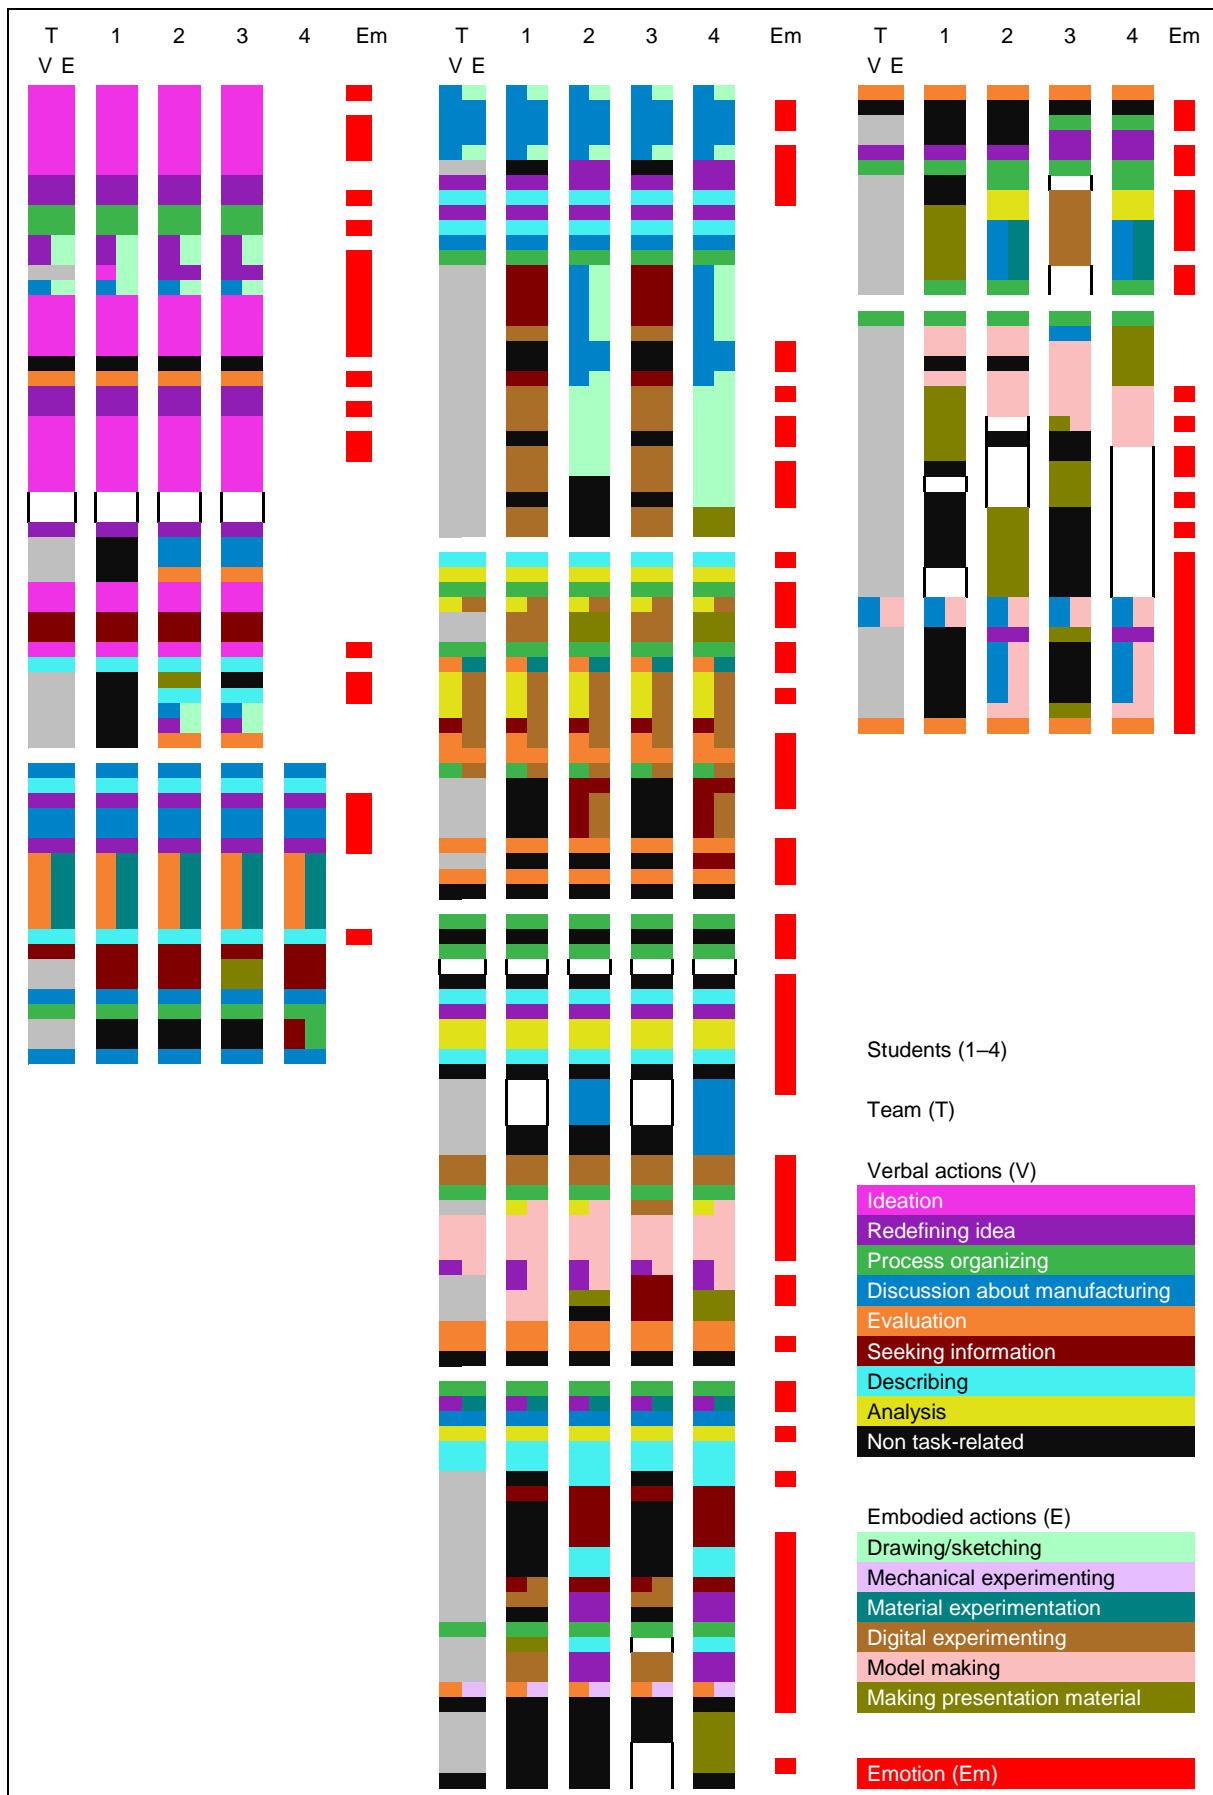 T 1 2 3 4 Em
V E
T 1 2 3 4 Em
V E
T 1 2 3 4 Em
V E
Students (1–4)
Team (T)
Verbal actions (V)
Ideation
Redefining idea
Process organizing
Discussion about manufacturing
Evaluation
Seeking information
Describing
Analysis
Non task-related
Embodied actions (E)
Drawing/sketching
Mechanical experimenting
Material experimentation
Digital experimenting
Model making
Making presentation material
Emotion (Em)